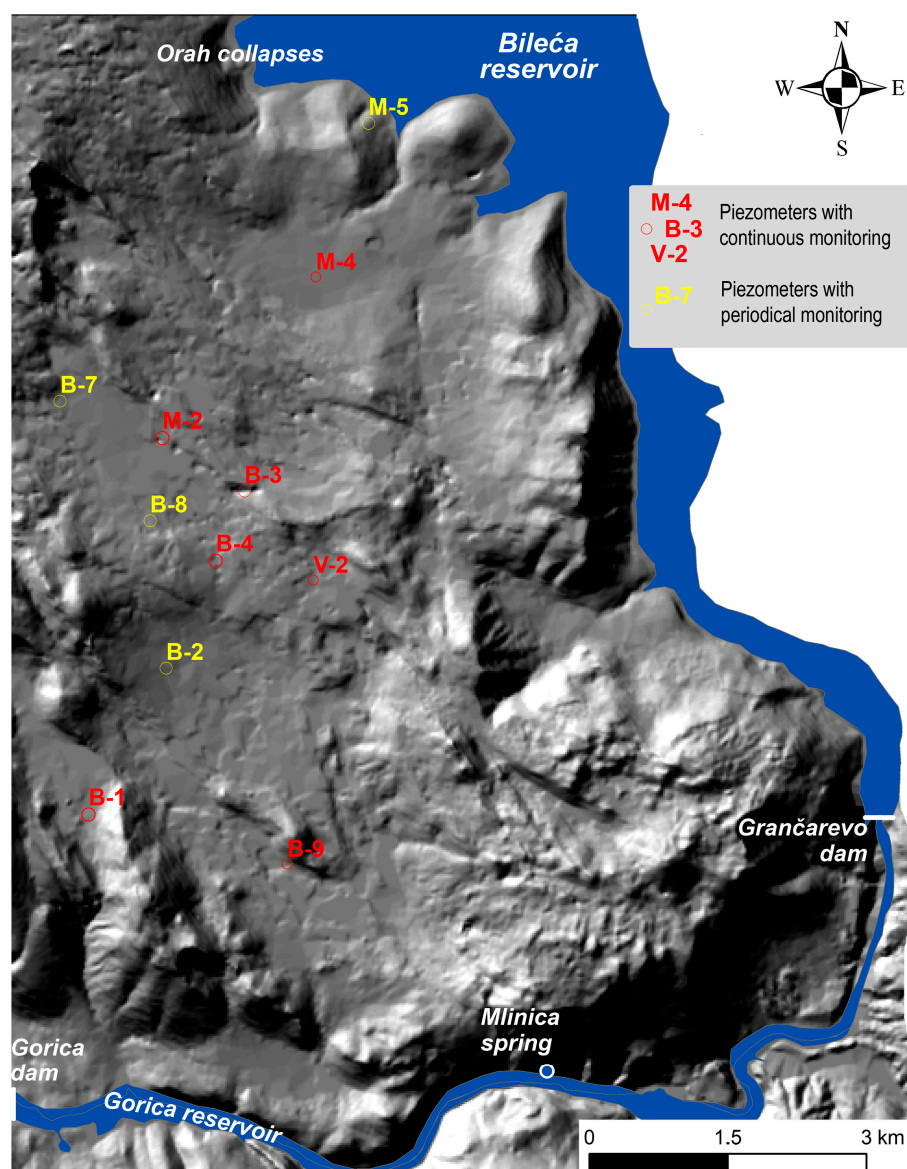 Orah collapses
Bileća
reservoir
N
W
E
S
M-5
M-4
B-3
V-2
Piezometers with
continuous monitoring
B-7
Piezometers with
periodical monitoring
M-4
B-7
M-2
B-3
B-8
B-4
V-2
B-2
B-1
B-9
Grančarevo
dam
Mlinica
spring
Gorica
dam
Gorica reservoir
0
1.5
3 km